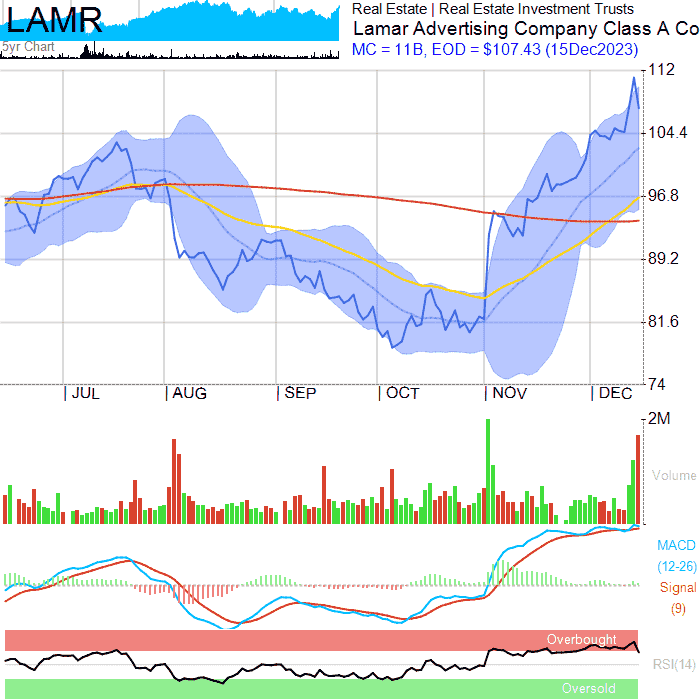 LAMR
5yr Chart
Real Estate | Real Estate Investment Trusts
Lamar Advertising Company Class A Co
MC = 11B, EOD = $107.43 (15Dec2023)
112
104.4
96.8
89.2
81.6
74
JUL AUG SEP OCT NOV DEC
2M
Volume
MACD
(12-26)
Signal
(9)
Overbought
RSI(14)
Oversold